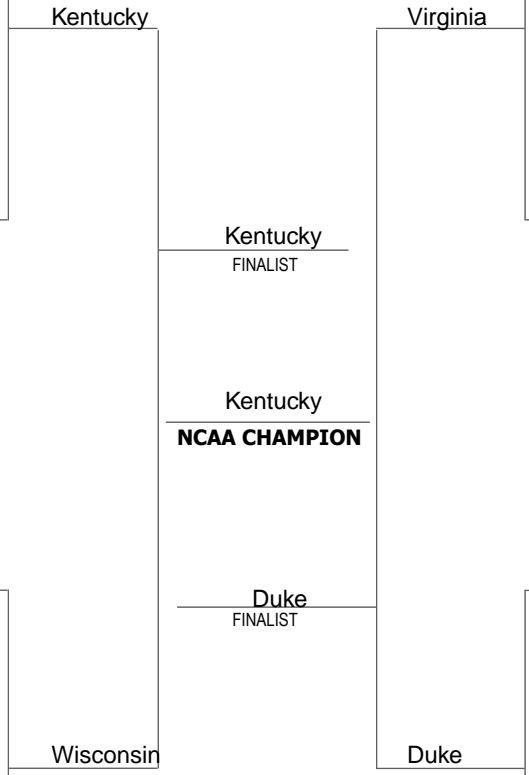 Kentucky
Virginia
Kentucky
FINALIST
Kentucky
NCAA CHAMPION
Duke
FINALIST
Wisconsin
Duke